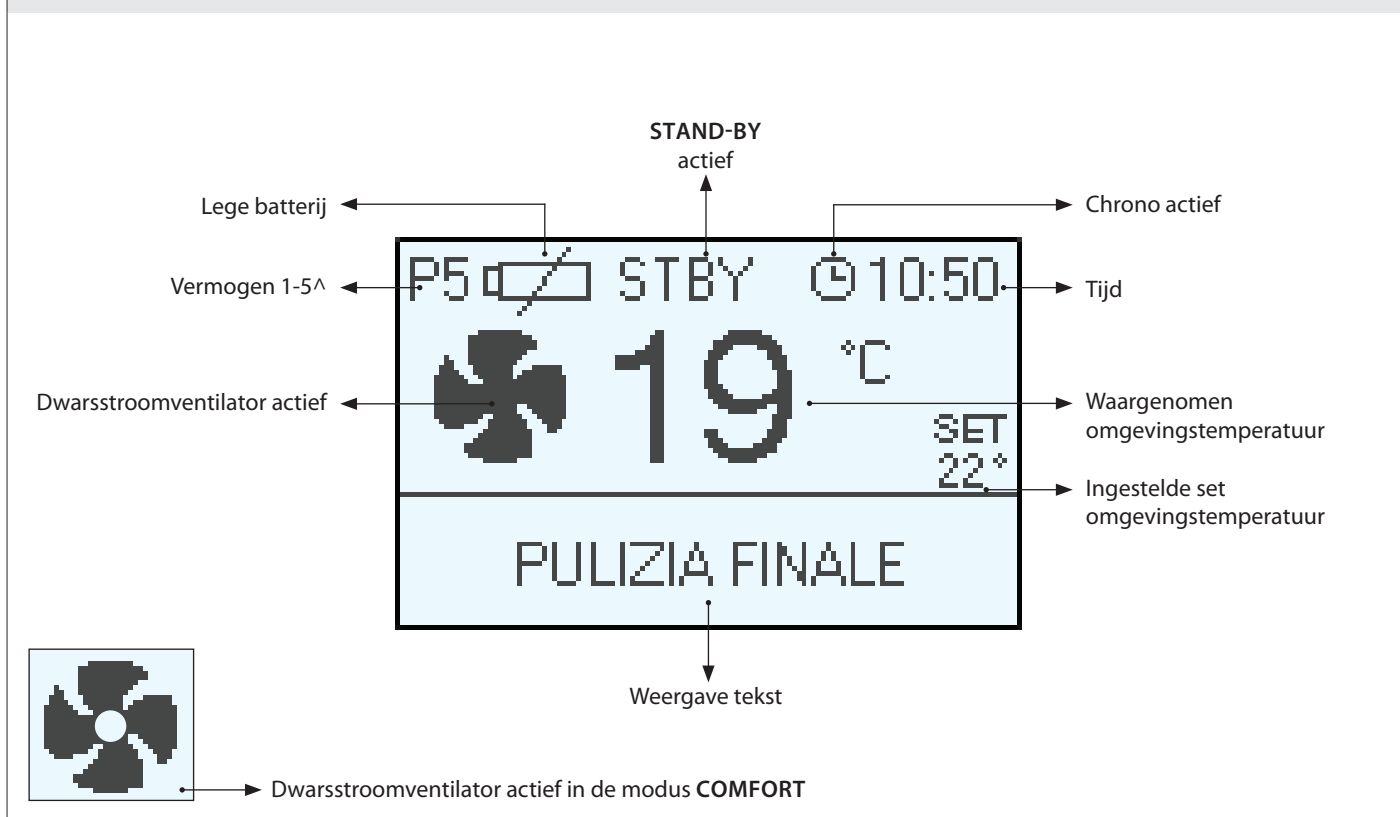 STAND-BY
actief
Lege batterij
Chrono actief
P5 STBY 10:50
Vermogen 1-5^
Tijd
19 °C
Dwarsstroomventilator actief
Waargenomen
omgevingstemperatuur
SET
22°
Ingestelde set
omgevingstemperatuur
PULIZIA FINALE
Weergave tekst
Dwarsstroomventilator actief in de modus COMFORT